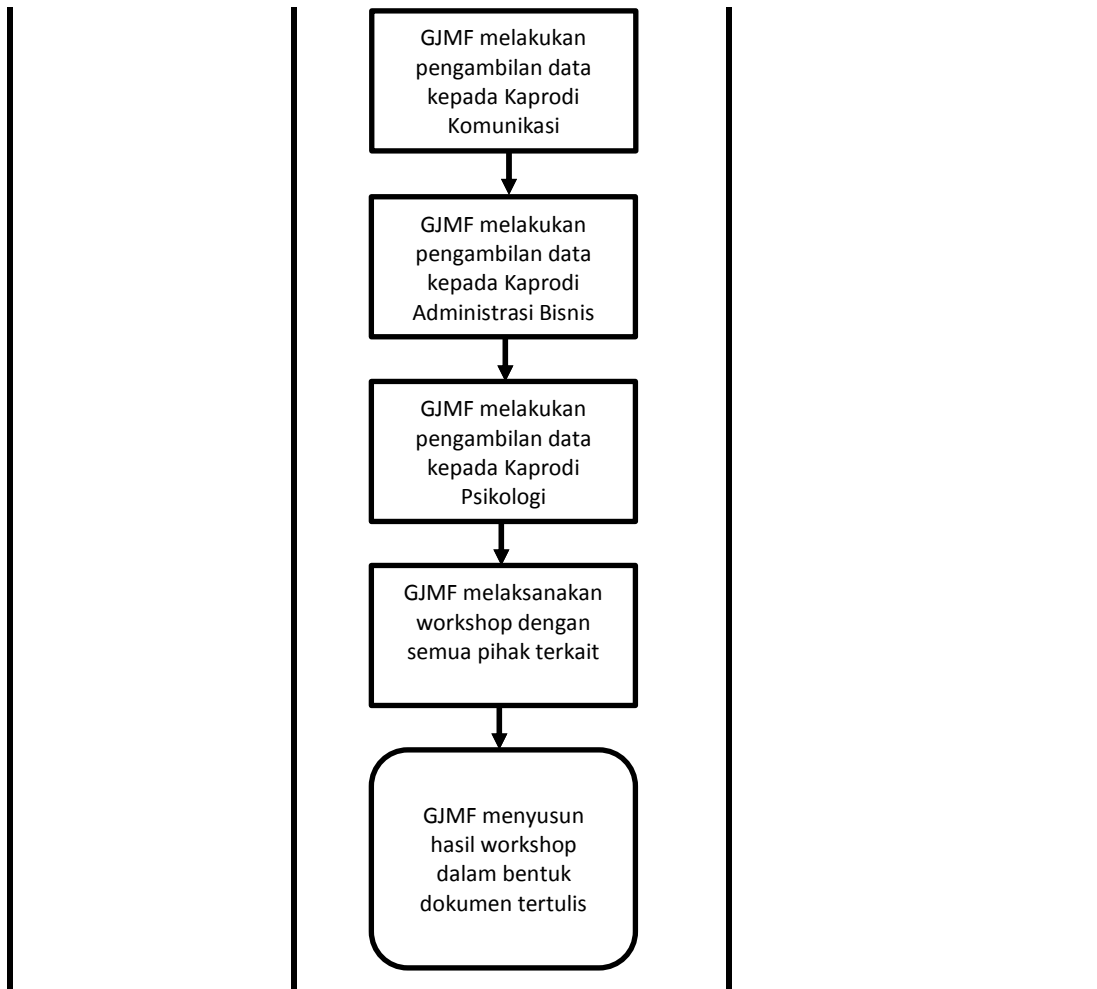 GJMF melakukan
pengambilan data
kepada Kaprodi
Komunikasi
GJMF melakukan
pengambilan data
kepada Kaprodi
Administrasi Bisnis
GJMF melakukan
pengambilan data
kepada Kaprodi
Psikologi
GJMF melaksanakan
workshop dengan
semua pihak terkait
GJMF menyusun
hasil workshop
dalam bentuk
dokumen tertulis